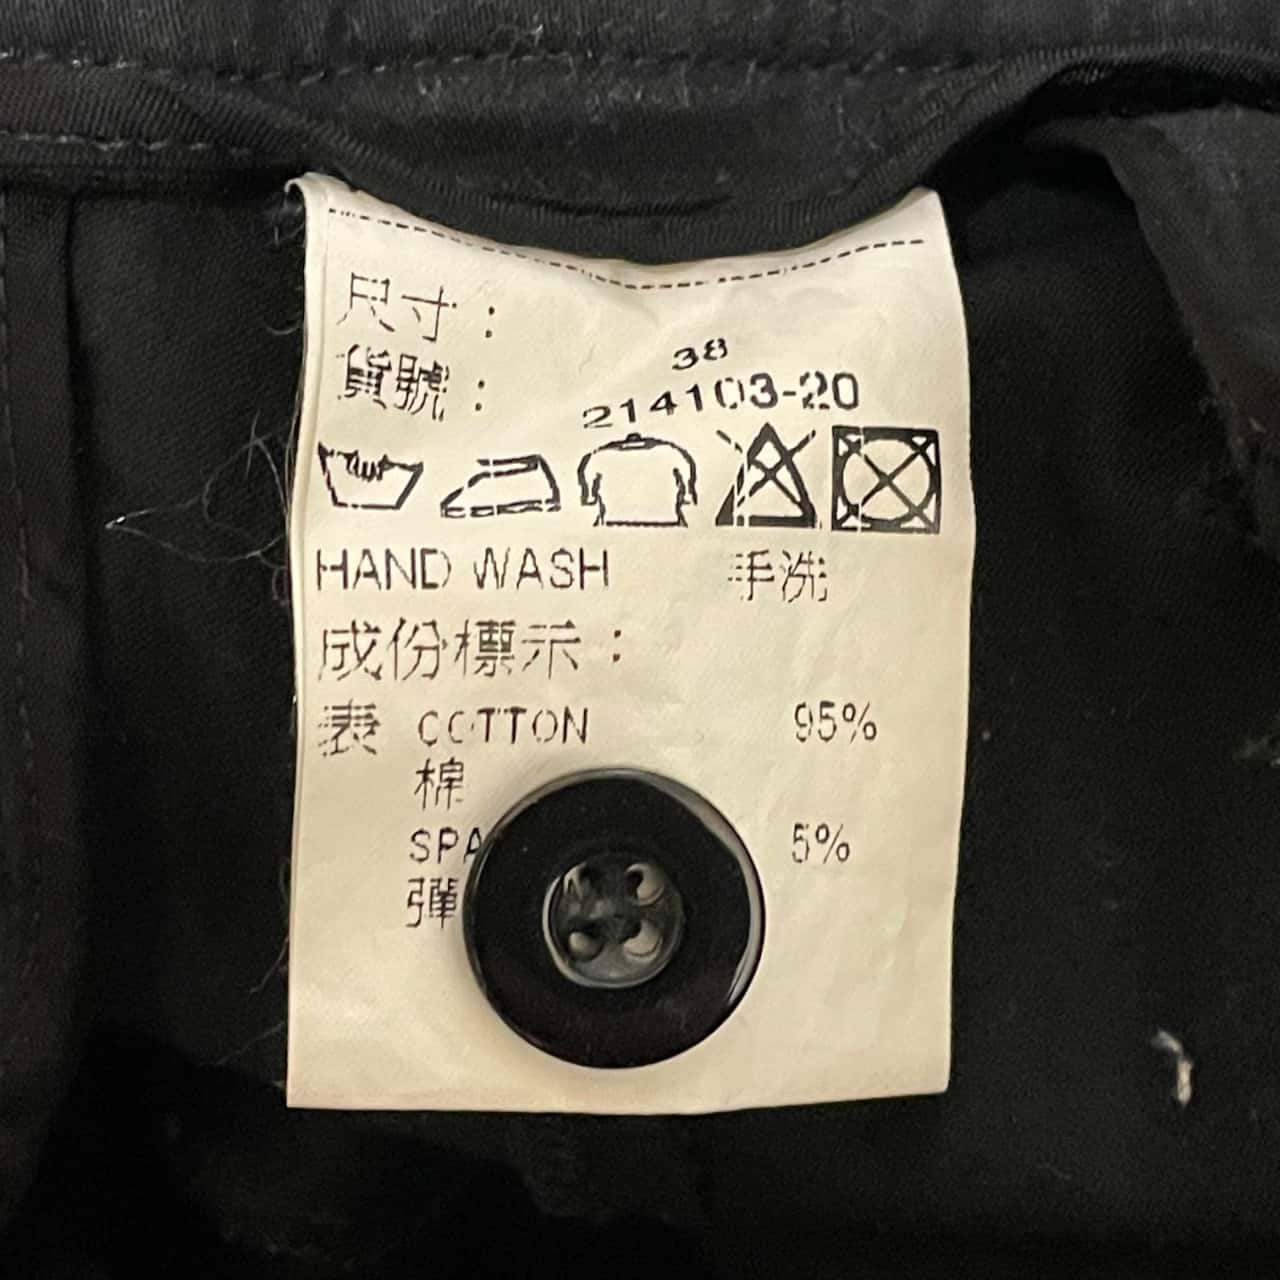 尺寸： 38
貨號： 214103-20
HAND WASH 手洗
成份標示：
表 COTTON 95%
棉
SPA 5%
彈